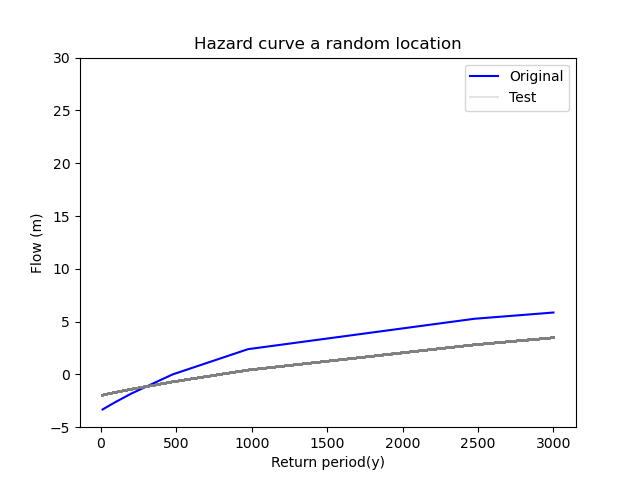 Hazard curve a random location
Original
Test
Flow (m)
30
25
20
15
10
5
0
−5
0 500 1000 1500 2000 2500 3000
Return period(y)